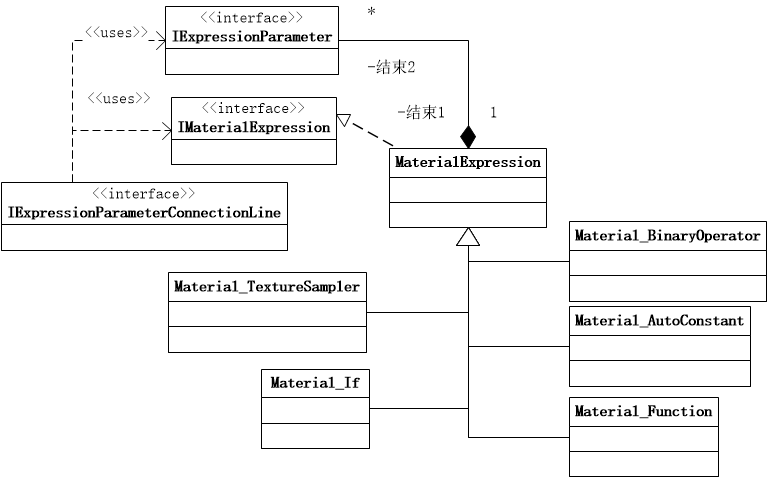 <<interface>>
IExpressionParameter
*
<<uses>>
-结束2
<<uses>>
<<interface>>
IMaterialExpression
-结束1
1
MaterialExpression
<<interface>>
IExpressionParameterConnectionLine
Material_BinaryOperator
Material_TextureSampler
Material_AutoConstant
Material_If
Material_Function